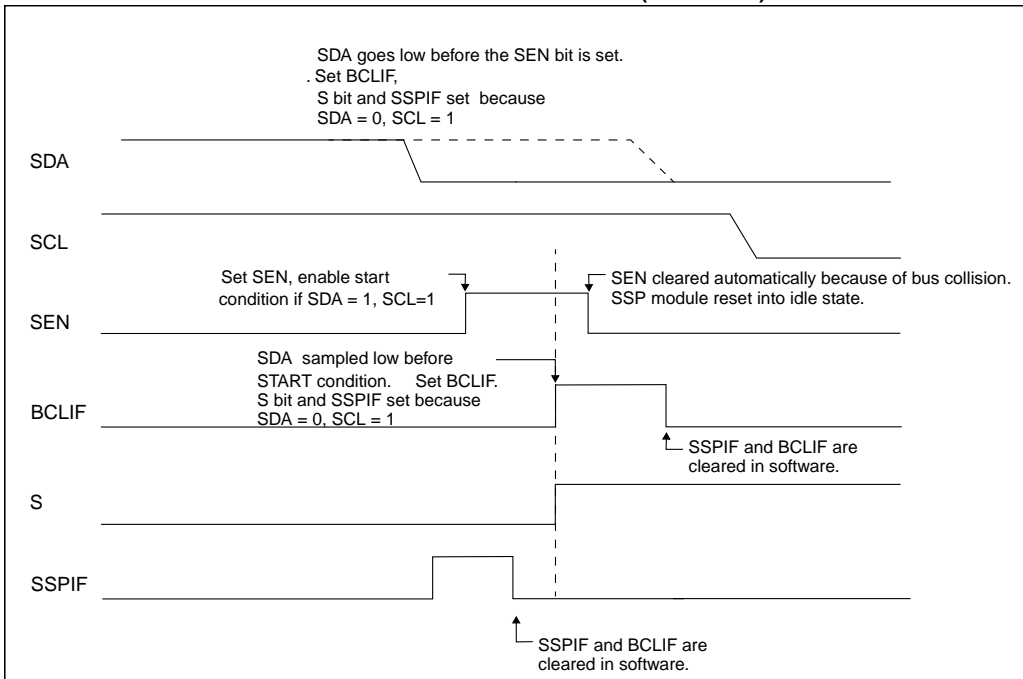 SDA goes low before the SEN bit is set.
. Set BCLIF,
S bit and SSPIF set because
SDA = 0, SCL = 1
SDA
SCL
Set SEN, enable start
condition if SDA = 1, SCL=1
SEN cleared automatically because of bus collision.
SSP module reset into idle state.
SEN
SDA sampled low before
START condition. Set BCLIF.
S bit and SSPIF set because
SDA = 0, SCL = 1
BCLIF
SSPIF and BCLIF are
cleared in software.
S
SSPIF
SSPIF and BCLIF are
cleared in software.